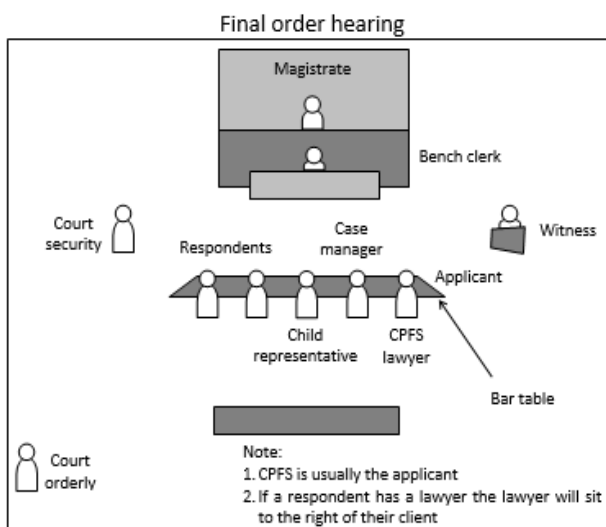 Final order hearing
Magistrate
Bench clerk
Court
security
Witness
Respondents
Case
manager
Applicant
Child
representative
CPFS
lawyer
Bar table
Court
orderly
Note:
1. CPFS is usually the applicant
2. If a respondent has a lawyer the lawyer will sit
to the right of their client